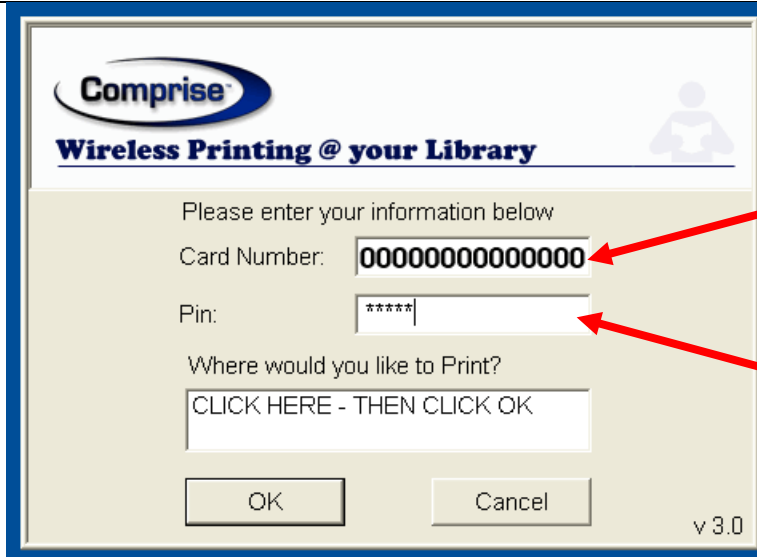 Comprise™
Wireless Printing @ your Library
Please enter your information below
Card Number: 00000000000000
Pin: *****
Where would you like to Print?
CLICK HERE - THEN CLICK OK
OK Cancel
v 3.0